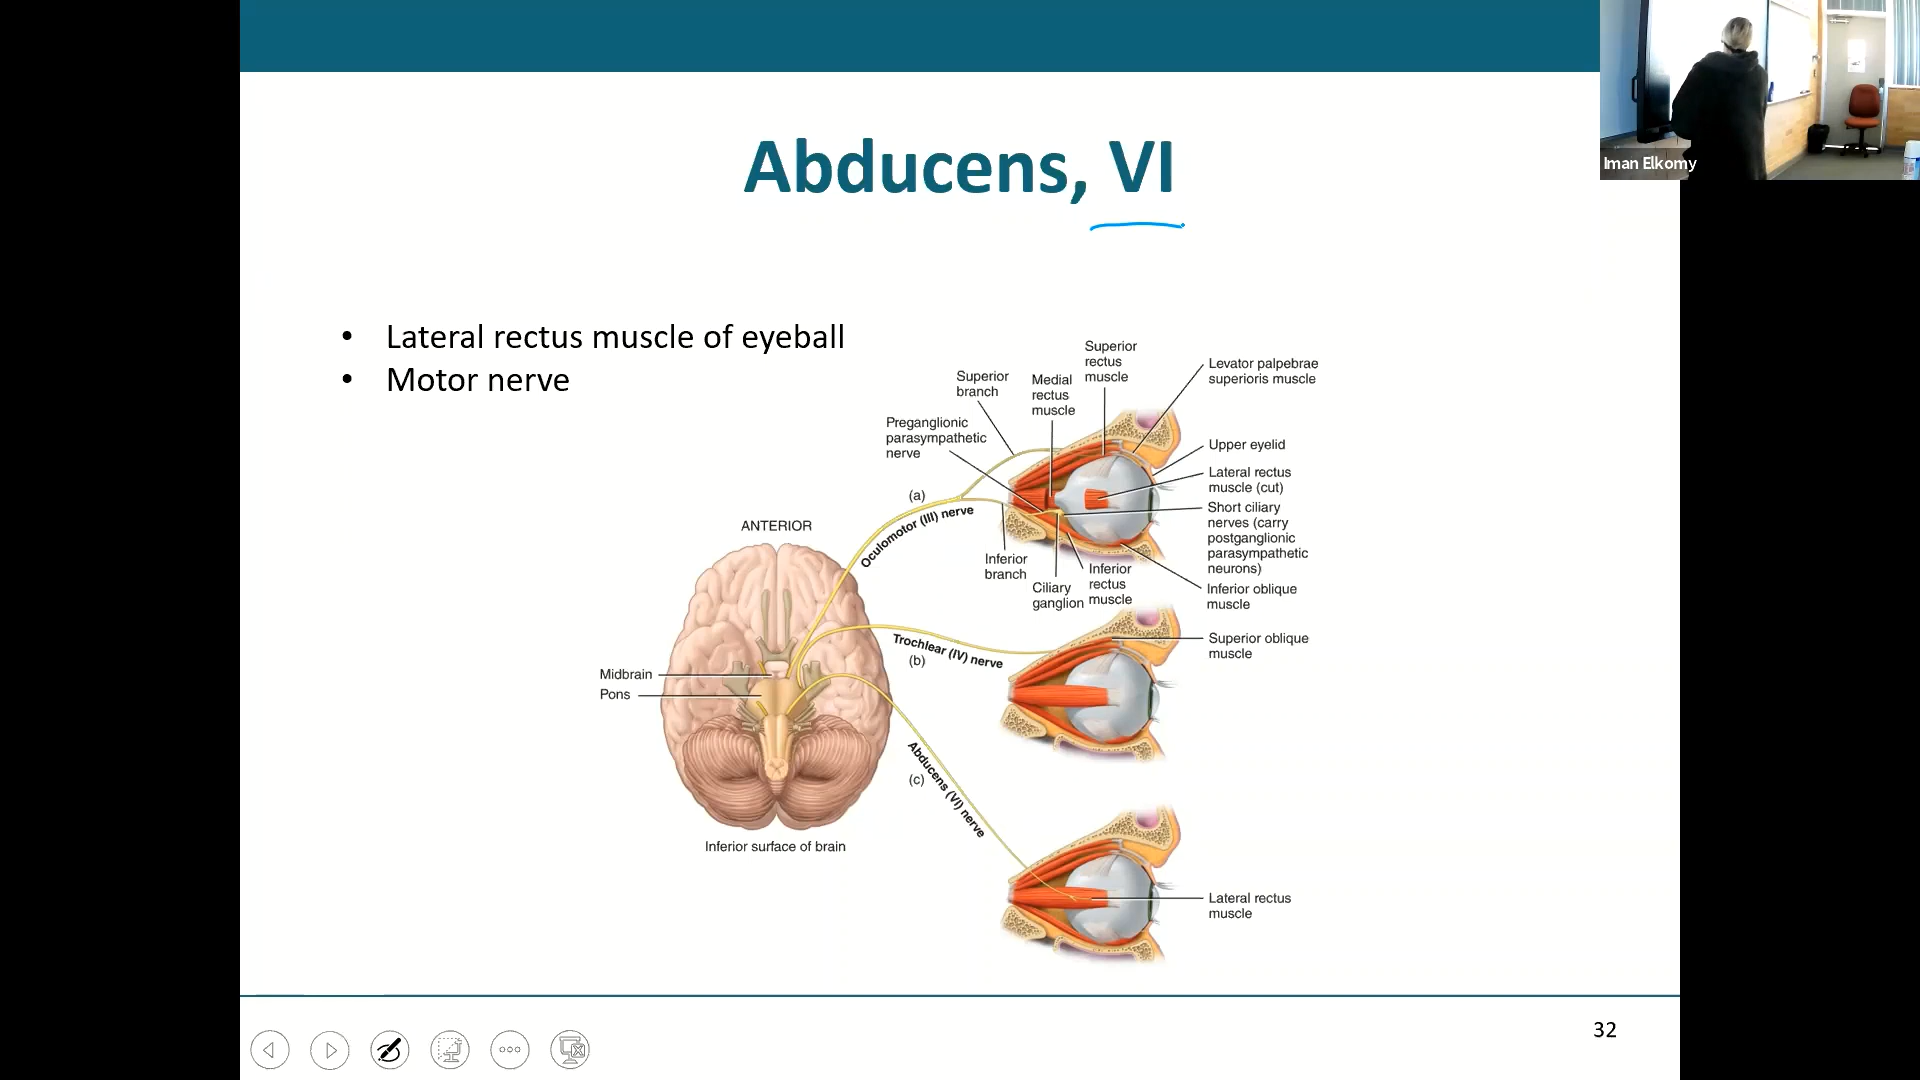 Iman Elkomy
Abducens, VI
• Lateral rectus muscle of eyeball
• Motor nerve
Superior
rectus
muscle
Levator palpebrae
superioris muscle
Superior
branch
Medial
rectus
muscle
Preganglionic
parasympathetic
nerve
Upper eyelid
Lateral rectus
muscle (cut)
(a)
Oculomotor (III) nerve
Short ciliary
nerves (carry
postganglionic
parasympathetic
neurons)
ANTERIOR
Inferior
branch
Ciliary
ganglion
Inferior
rectus
muscle
Inferior oblique
muscle
Trochlear (IV) nerve
(b)
Superior oblique
muscle
Midbrain
Pons
Abducens (VI) nerve
(c)
Inferior surface of brain
Lateral rectus
muscle
32